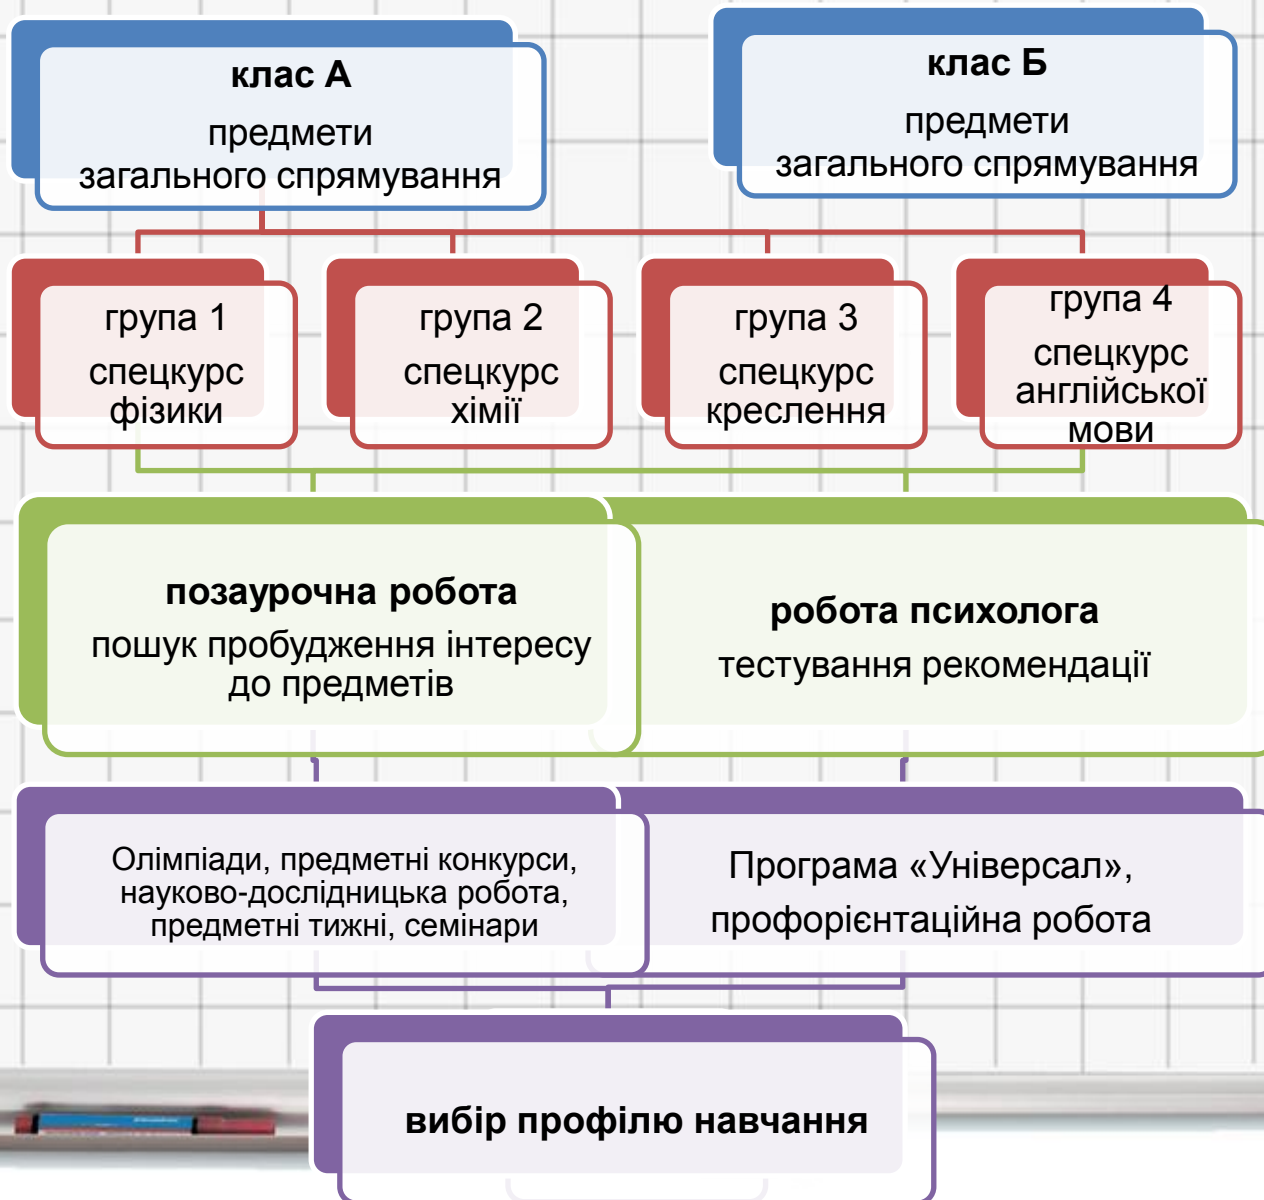 клас А
предмети
загального спрямування
клас Б
предмети
загального спрямування
група 1
спецкурс
фізики
група 2
спецкурс
хімії
група 3
спецкурс
креслення
група 4
спецкурс
англійської
мови
позаурочна робота
пошук пробудження інтересу
до предметів
робота психолога
тестування рекомендації
Олімпіади, предметні конкурси,
науково-дослідницька робота,
предметні тижні, семінари
Програма «Універсал»,
профорієнтаційна робота
вибір профілю навчання